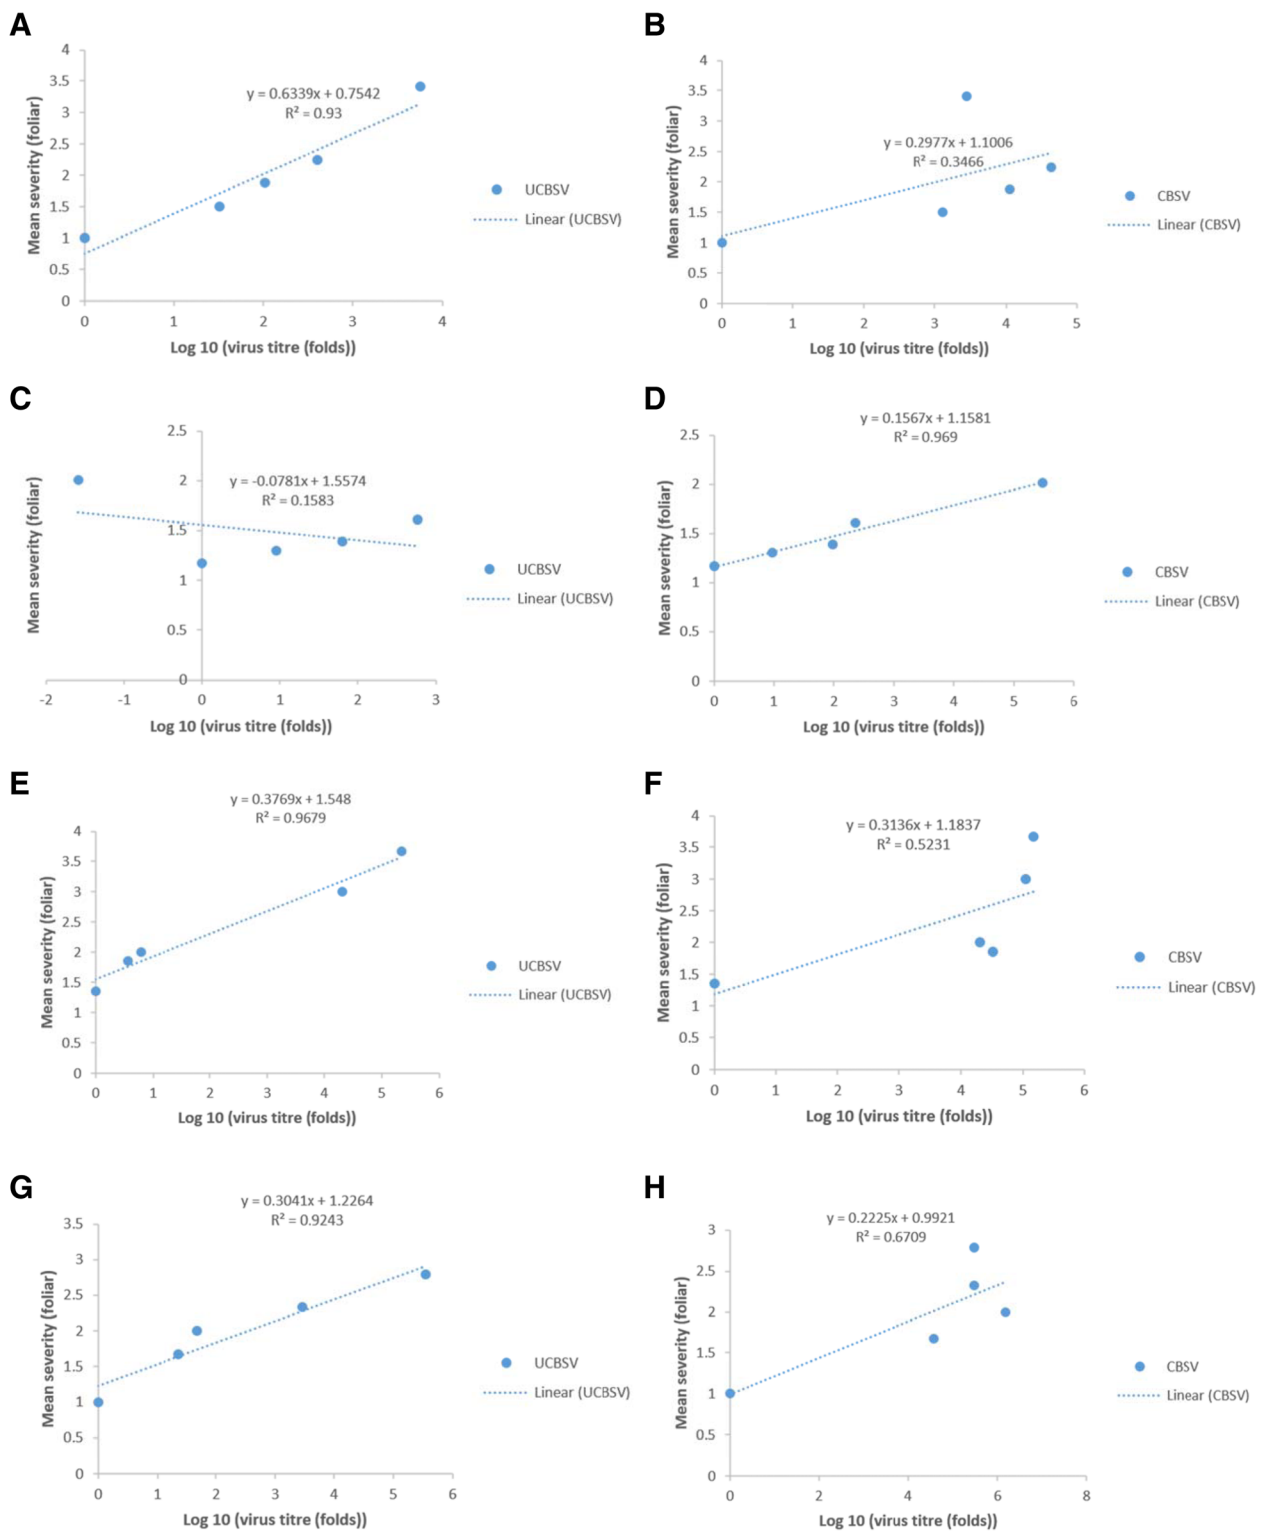 A
4
3.5
3
2.5
2
1.5
1
0.5
0
0 1 2 3 4
Mean severity (foliar)
Log 10 (virus titre (folds))
y = 0.6339x + 0.7542
R² = 0.93
UCBSV
Linear (UCBSV)
B
4
3.5
3
2.5
2
1.5
1
0.5
0
0 1 2 3 4 5
Mean severity (foliar)
Log 10 (virus titre (folds))
y = 0.2977x + 1.1006
R² = 0.3466
CBSV
Linear (CBSV)
C
2.5
2
1.5
1
0.5
0
-2 -1 0 1 2 3
Mean severity (foliar)
Log 10 (virus titre (folds))
y = -0.0781x + 1.5574
R² = 0.1583
UCBSV
Linear (UCBSV)
D
2.5
2
1.5
1
0.5
0
0 1 2 3 4 5 6
Mean severity (foliar)
Log 10 (virus titre (folds))
y = 0.1567x + 1.1581
R² = 0.969
CBSV
Linear (CBSV)
E
4
3.5
3
2.5
2
1.5
1
0.5
0
0 1 2 3 4 5 6
Mean severity (foliar)
Log 10 (virus titre (folds))
y = 0.3769x + 1.548
R² = 0.9679
UCBSV
Linear (UCBSV)
F
4
3.5
3
2.5
2
1.5
1
0.5
0
0 1 2 3 4 5 6
Mean severity (foliar)
Log 10 (virus titre (folds))
y = 0.3136x + 1.1837
R² = 0.5231
CBSV
Linear (CBSV)
G
3.5
3
2.5
2
1.5
1
0.5
0
0 1 2 3 4 5 6
Mean severity (foliar)
Log 10 (virus titre (folds))
y = 0.3041x + 1.2264
R² = 0.9243
UCBSV
Linear (UCBSV)
H
3
2.5
2
1.5
1
0.5
0
0 2 4 6 8
Mean severity (foliar)
Log 10 (virus titre (folds))
y = 0.2225x + 0.9921
R² = 0.6709
CBSV
Linear (CBSV)